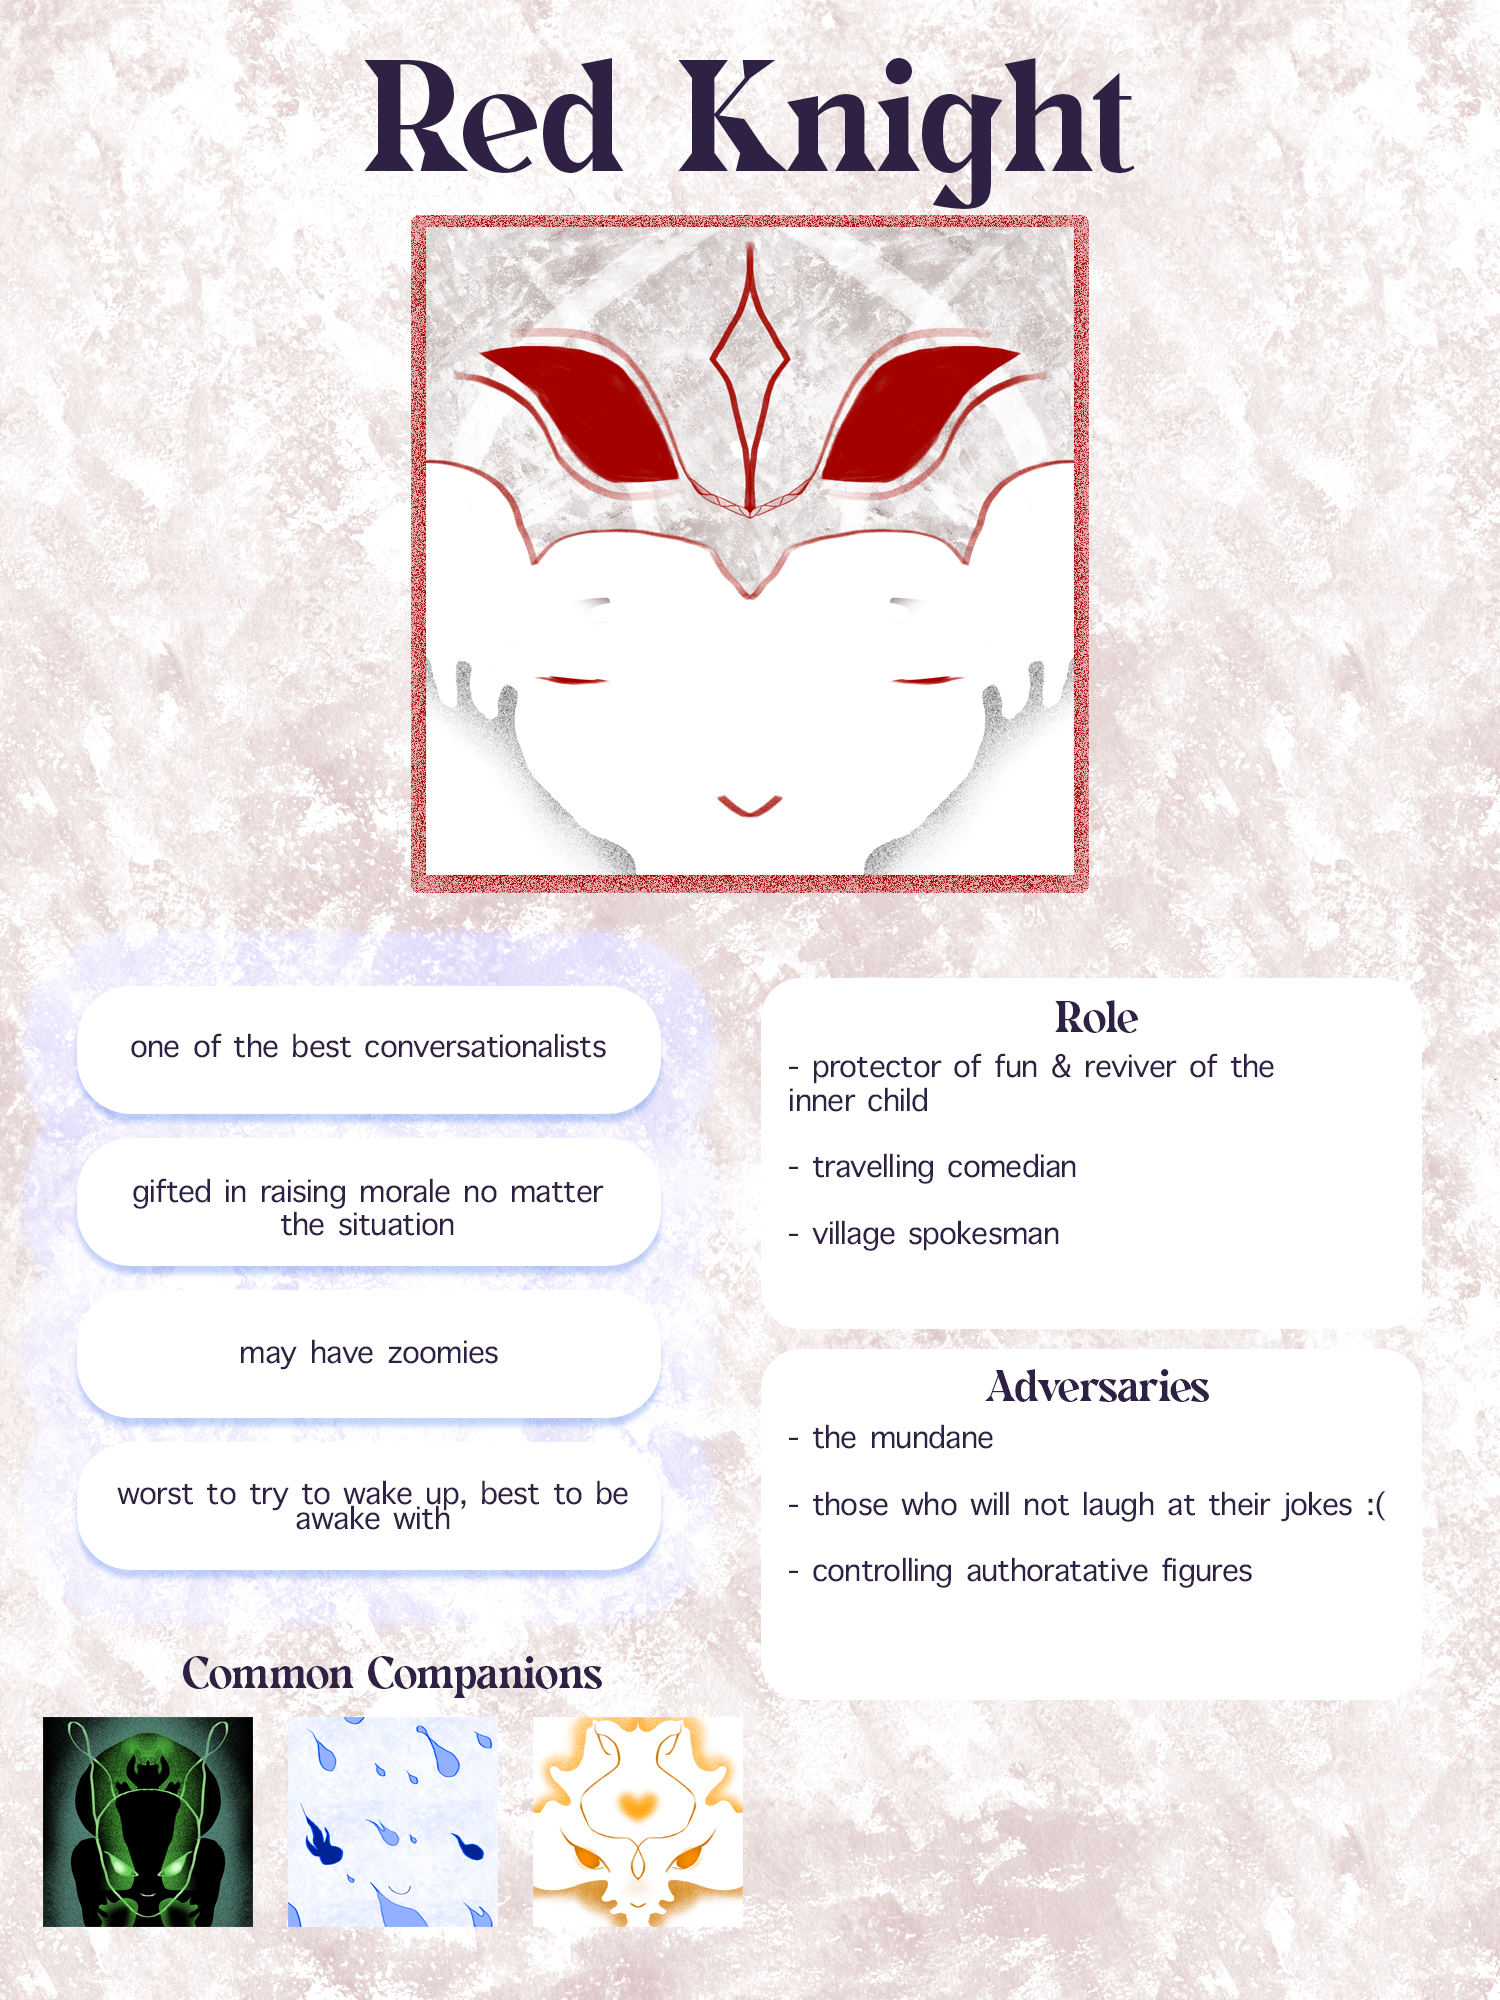 Red Knight
one of the best conversationalists
gifted in raising morale no matter
the situation
may have zoomies
worst to try to wake up, best to be
awake with
Role
- protector of fun & reviver of the
inner child
- travelling comedian
- village spokesman
Adversaries
- the mundane
- those who will not laugh at their jokes :(
- controlling authoratative figures
Common Companions